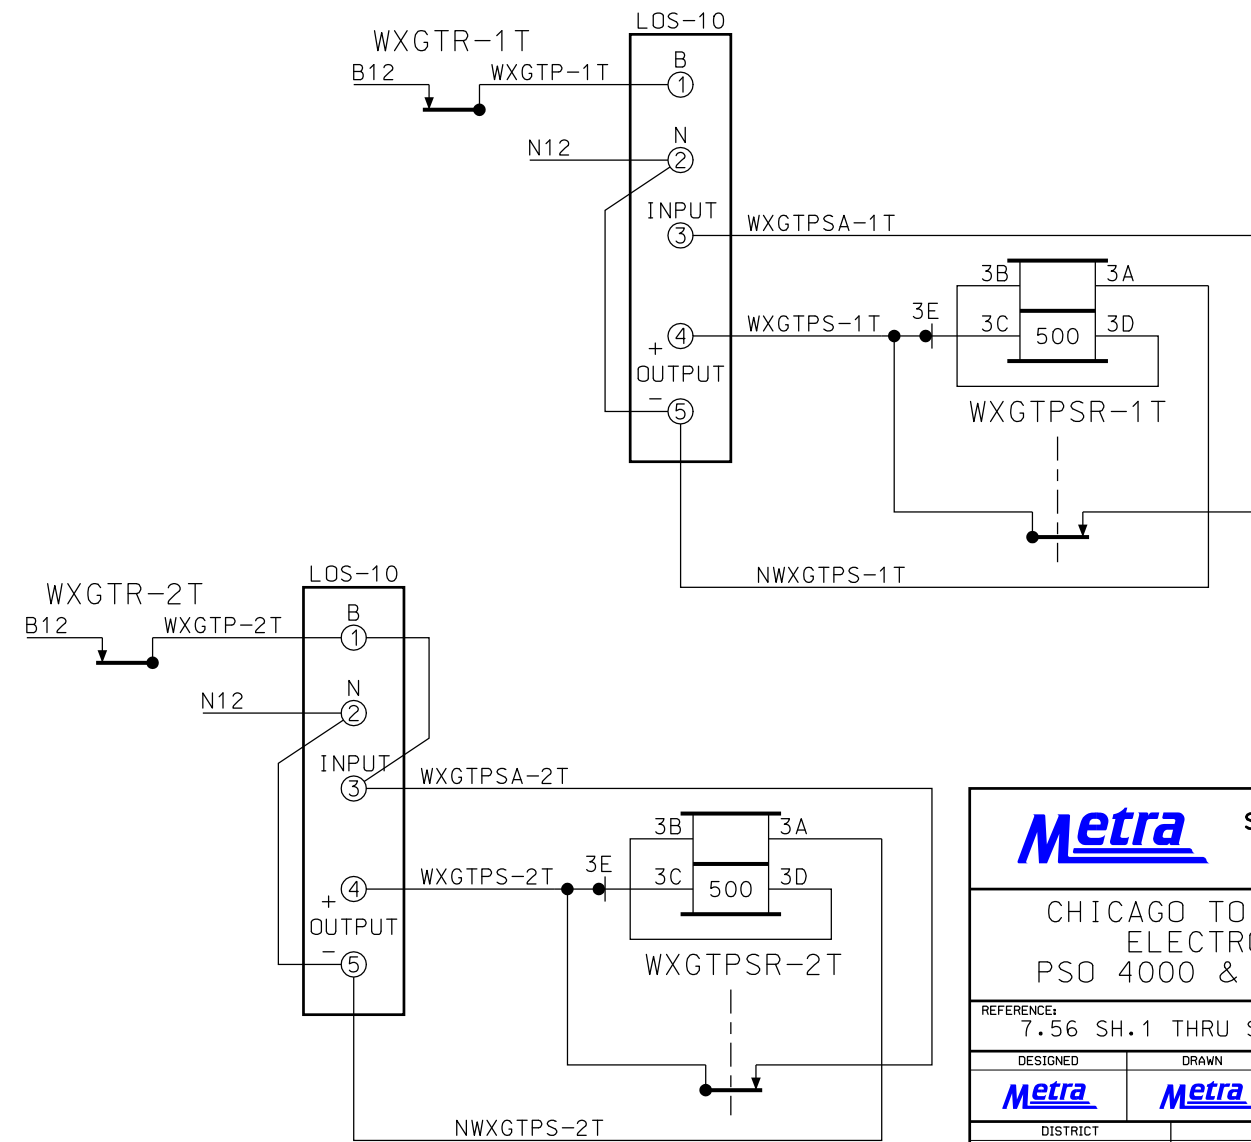 LOS-10
WXGTR-1T
B12
WXGTP-1T
B
1
N12
N
2
INPUT
3
WXGTPSA-1T
3B
3A
WXGTPS-1T
3E
3C
500
3D
4
+
OUTPUT
-
5
WXGTPSR-1T
NWXGTPS-1T
LOS-10
WXGTR-2T
B12
WXGTP-2T
B
1
N12
N
2
INPUT
3
WXGTPSA-2T
3B
3A
WXGTPS-2T
3E
3C
500
3D
4
+
OUTPUT
-
5
WXGTPSR-2T
NWXGTPS-2T
Metra
CHICAGO TO
ELECTRO
PSO 4000 &
REFERENCE:
7.56 SH.1 THRU S
DESIGNED
DRAWN
Metra
Metra
DISTRICT